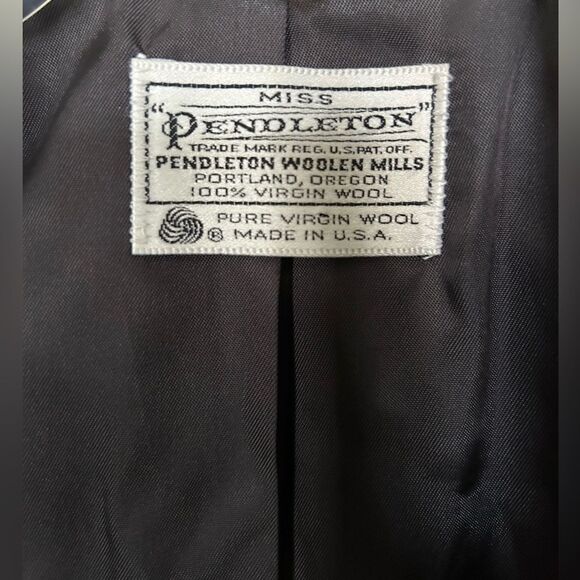 MISS
"PENDLETON"
TRADE MARK REG. U.S. PAT. OFF.
PENDLETON WOOLEN MILLS
PORTLAND, OREGON
100% VIRGIN WOOL
PURE VIRGIN WOOL
® MADE IN U.S.A.